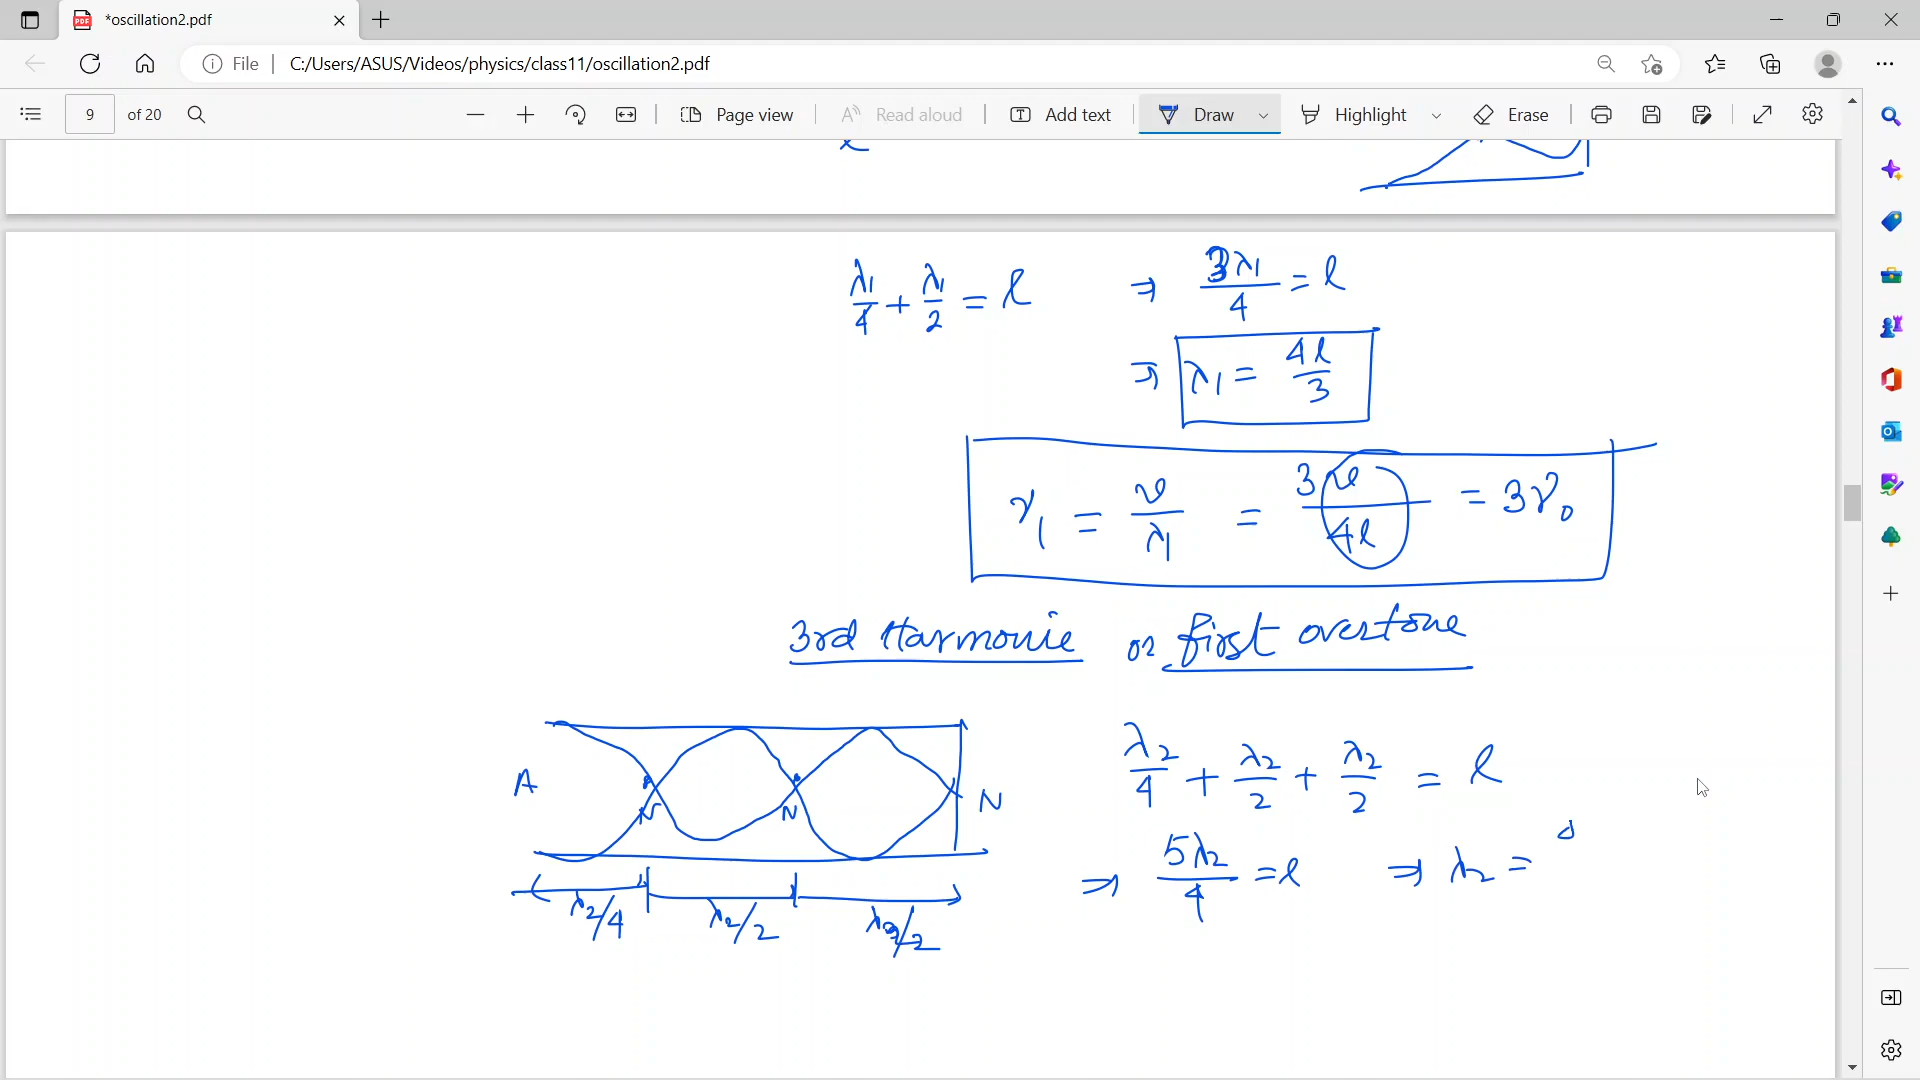 *oscillation2.pdf
File | C:/Users/ASUS/Videos/physics/class11/oscillation2.pdf
9 of 20 Page view Read aloud Add text Draw Highlight Erase
λ₁/4 + λ₁/2 = l ⇒ 3λ₁/4 = l
⇒ λ₁ = 4l/3
ν₁ = v/λ₁ = 3v/4l = 3ν₀
3rd Harmonic or first overtone
A N N N
λ₂/4 + λ₂/2 + λ₂/2 = l
⇒ 5λ₂/4 = l ⇒ λ₂ =
λ₂/4 λ₂/2 λ₂/2